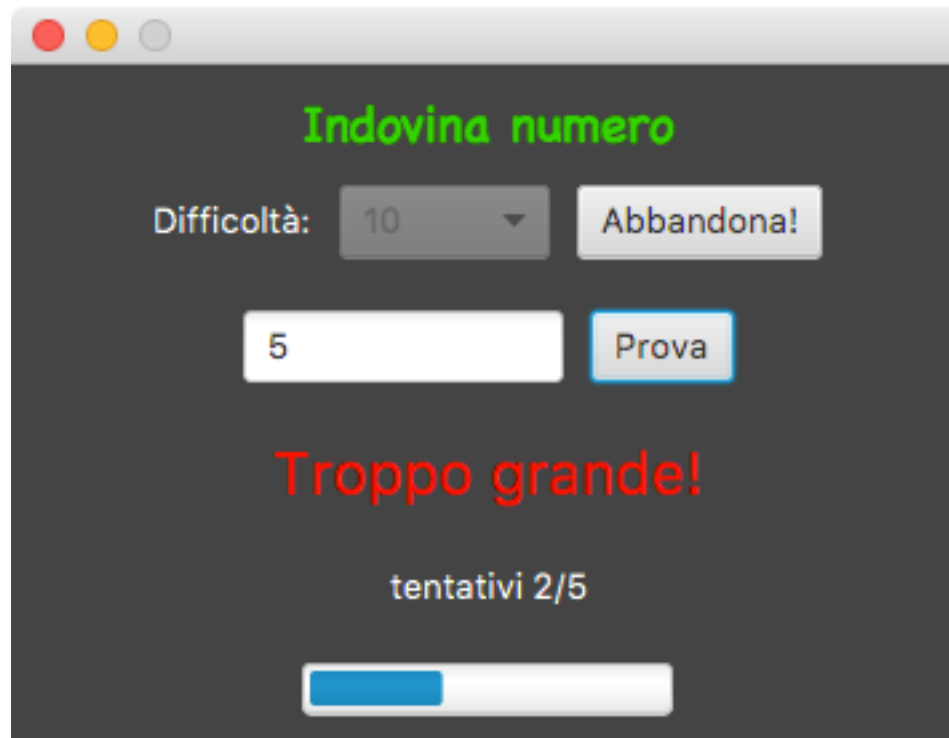 Indovina numero
Difficoltà: 10 Abbandona!
5 Prova
Troppo grande!
tentativi 2/5